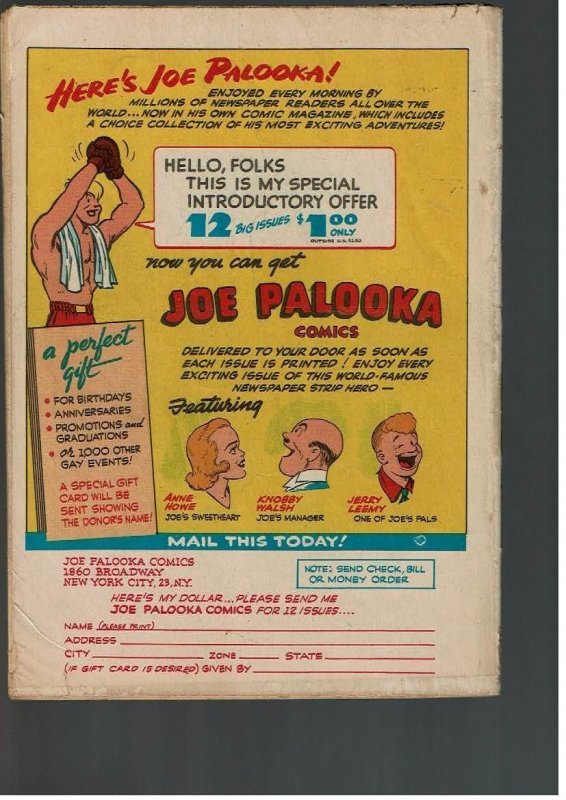 HERE'S JOE PALOOKA!
ENJOYED EVERY MORNING BY
MILLIONS OF NEWSPAPER READERS ALL OVER THE
WORLD...NOW IN HIS OWN COMIC MAGAZINE, WHICH INCLUDES
A CHOICE COLLECTION OF HIS MOST EXCITING ADVENTURES!
HELLO, FOLKS
THIS IS MY SPECIAL
INTRODUCTORY OFFER
12 BIG ISSUES $1.00 ONLY
OUTSIDE U.S. $2.00
now you can get
JOE PALOOKA
COMICS
DELIVERED TO YOUR DOOR AS SOON AS
EACH ISSUE IS PRINTED! ENJOY EVERY
EXCITING ISSUE OF THIS WORLD-FAMOUS
NEWSPAPER STRIP HERO—
a perfect
gift
• FOR BIRTHDAYS
• ANNIVERSARIES
• PROMOTIONS and
GRADUATIONS
• or 1,000 OTHER
GAY EVENTS!
A SPECIAL GIFT
CARD WILL BE
SENT SHOWING
THE DONOR'S NAME!
Featuring
ANNE
HOWE
JOE'S SWEETHEART
KNOBBY
WALSH
JOE'S MANAGER
JERRY
LEEMY
ONE OF JOE'S PALS
MAIL THIS TODAY!
JOE PALOOKA COMICS
1860 BROADWAY
NEW YORK CITY, 23, N.Y.
NOTE: SEND CHECK, BILL
OR MONEY ORDER
HERE'S MY DOLLAR...PLEASE SEND ME
JOE PALOOKA COMICS FOR 12 ISSUES....
NAME (PLEASE PRINT)
ADDRESS
CITY ZONE STATE
(IF GIFT CARD IS DESIRED) GIVEN BY